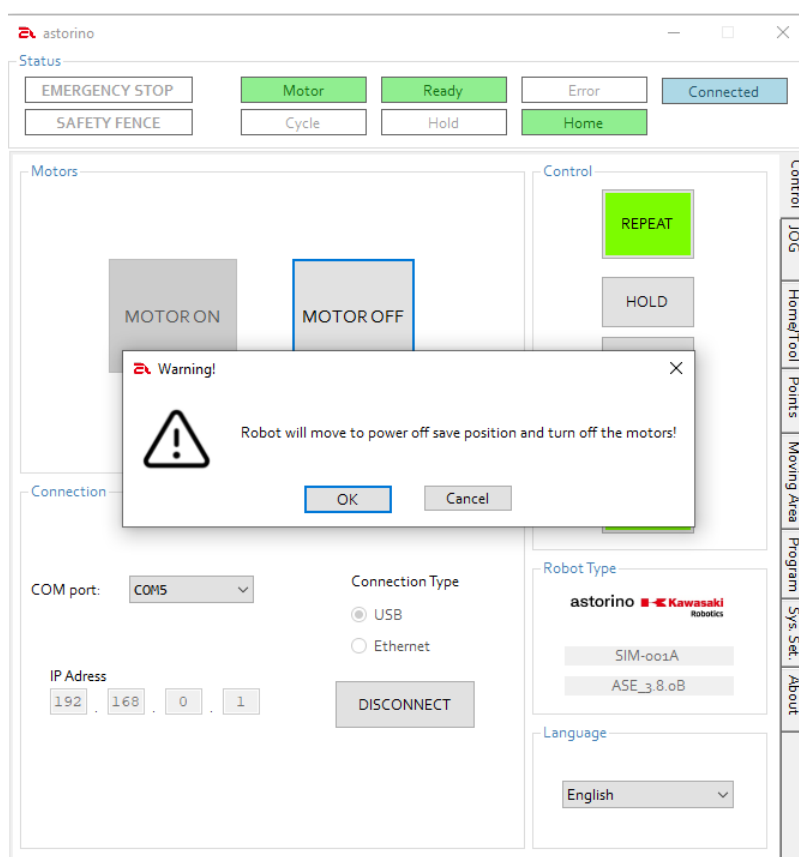 astorino
Status
EMERGENCY STOP
Motor
Ready
Error
Connected
SAFETY FENCE
Cycle
Hold
Home
Motors
MOTOR ON
MOTOR OFF
Control
REPEAT
HOLD
Warning!
Robot will move to power off save position and turn off the motors!
OK
Cancel
Connection
COM port:
COM5
Connection Type
USB
Ethernet
IP Adress
192 . 168 . 0 . 1
DISCONNECT
Robot Type
astorino Kawasaki
Robotics
SIM-001A
ASE_3.8.0B
Language
English
Control
JOG
Home/Tool
Points
Moving Area
Program
Sys. Set.
About